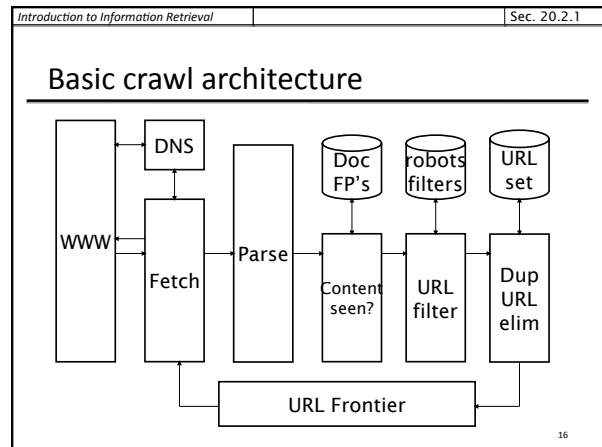 Introduction to Information Retrieval
Sec. 20.2.1
Basic crawl architecture
WWW
DNS
Fetch
Parse
Doc
FP's
Content
seen?
robots
filters
URL
filter
URL
set
Dup
URL
elim
URL Frontier
16